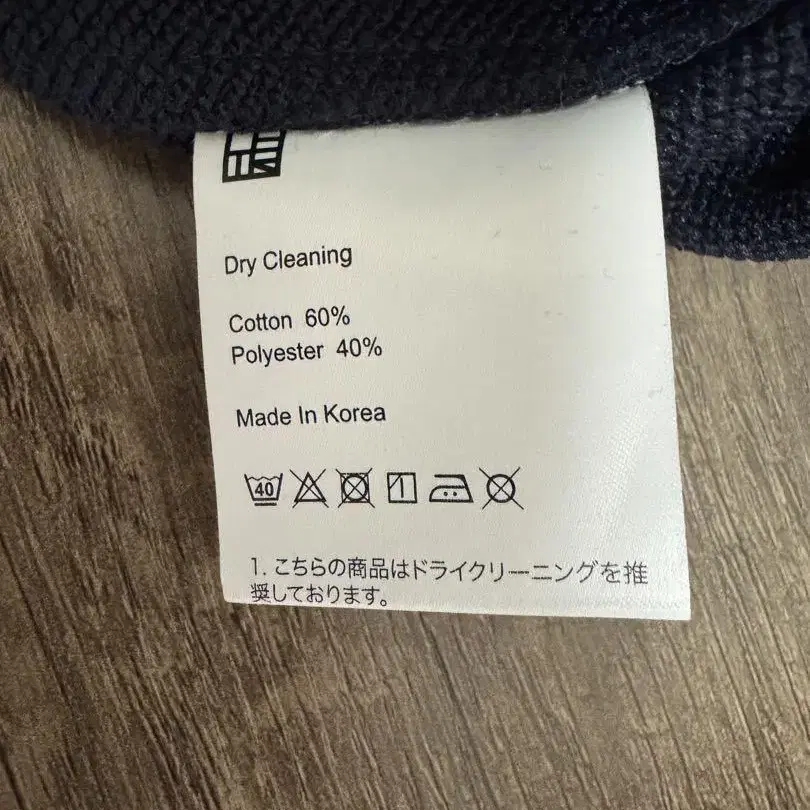 Dry Cleaning
Cotton 60%
Polyester 40%
Made In Korea
40
1. こちらの商品はドライクリーニングを推
奨しております。